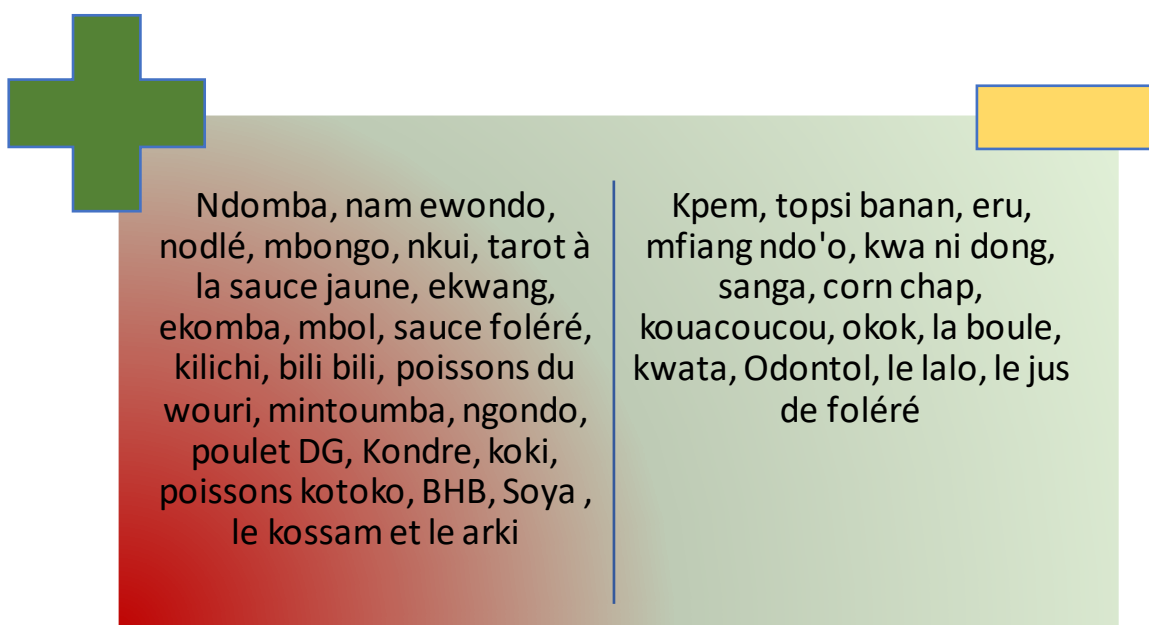 Ndomba, nam ewondo,
nodlé, mbongo, nkui, tarot à
la sauce jaune, ekwang,
ekomba, mbol, sauce foléré,
kilichi, bili bili, poissons du
wouri, mintoumba, ngondo,
poulet DG, Kondre, koki,
poissons kotoko, BHB, Soya ,
le kossam et le arki
Kpem, topsi banan, eru,
mfiang ndo'o, kwa ni dong,
sanga, corn chap,
kouacoucou, okok, la boule,
kwata, Odontol, le lalo, le jus
de foléré